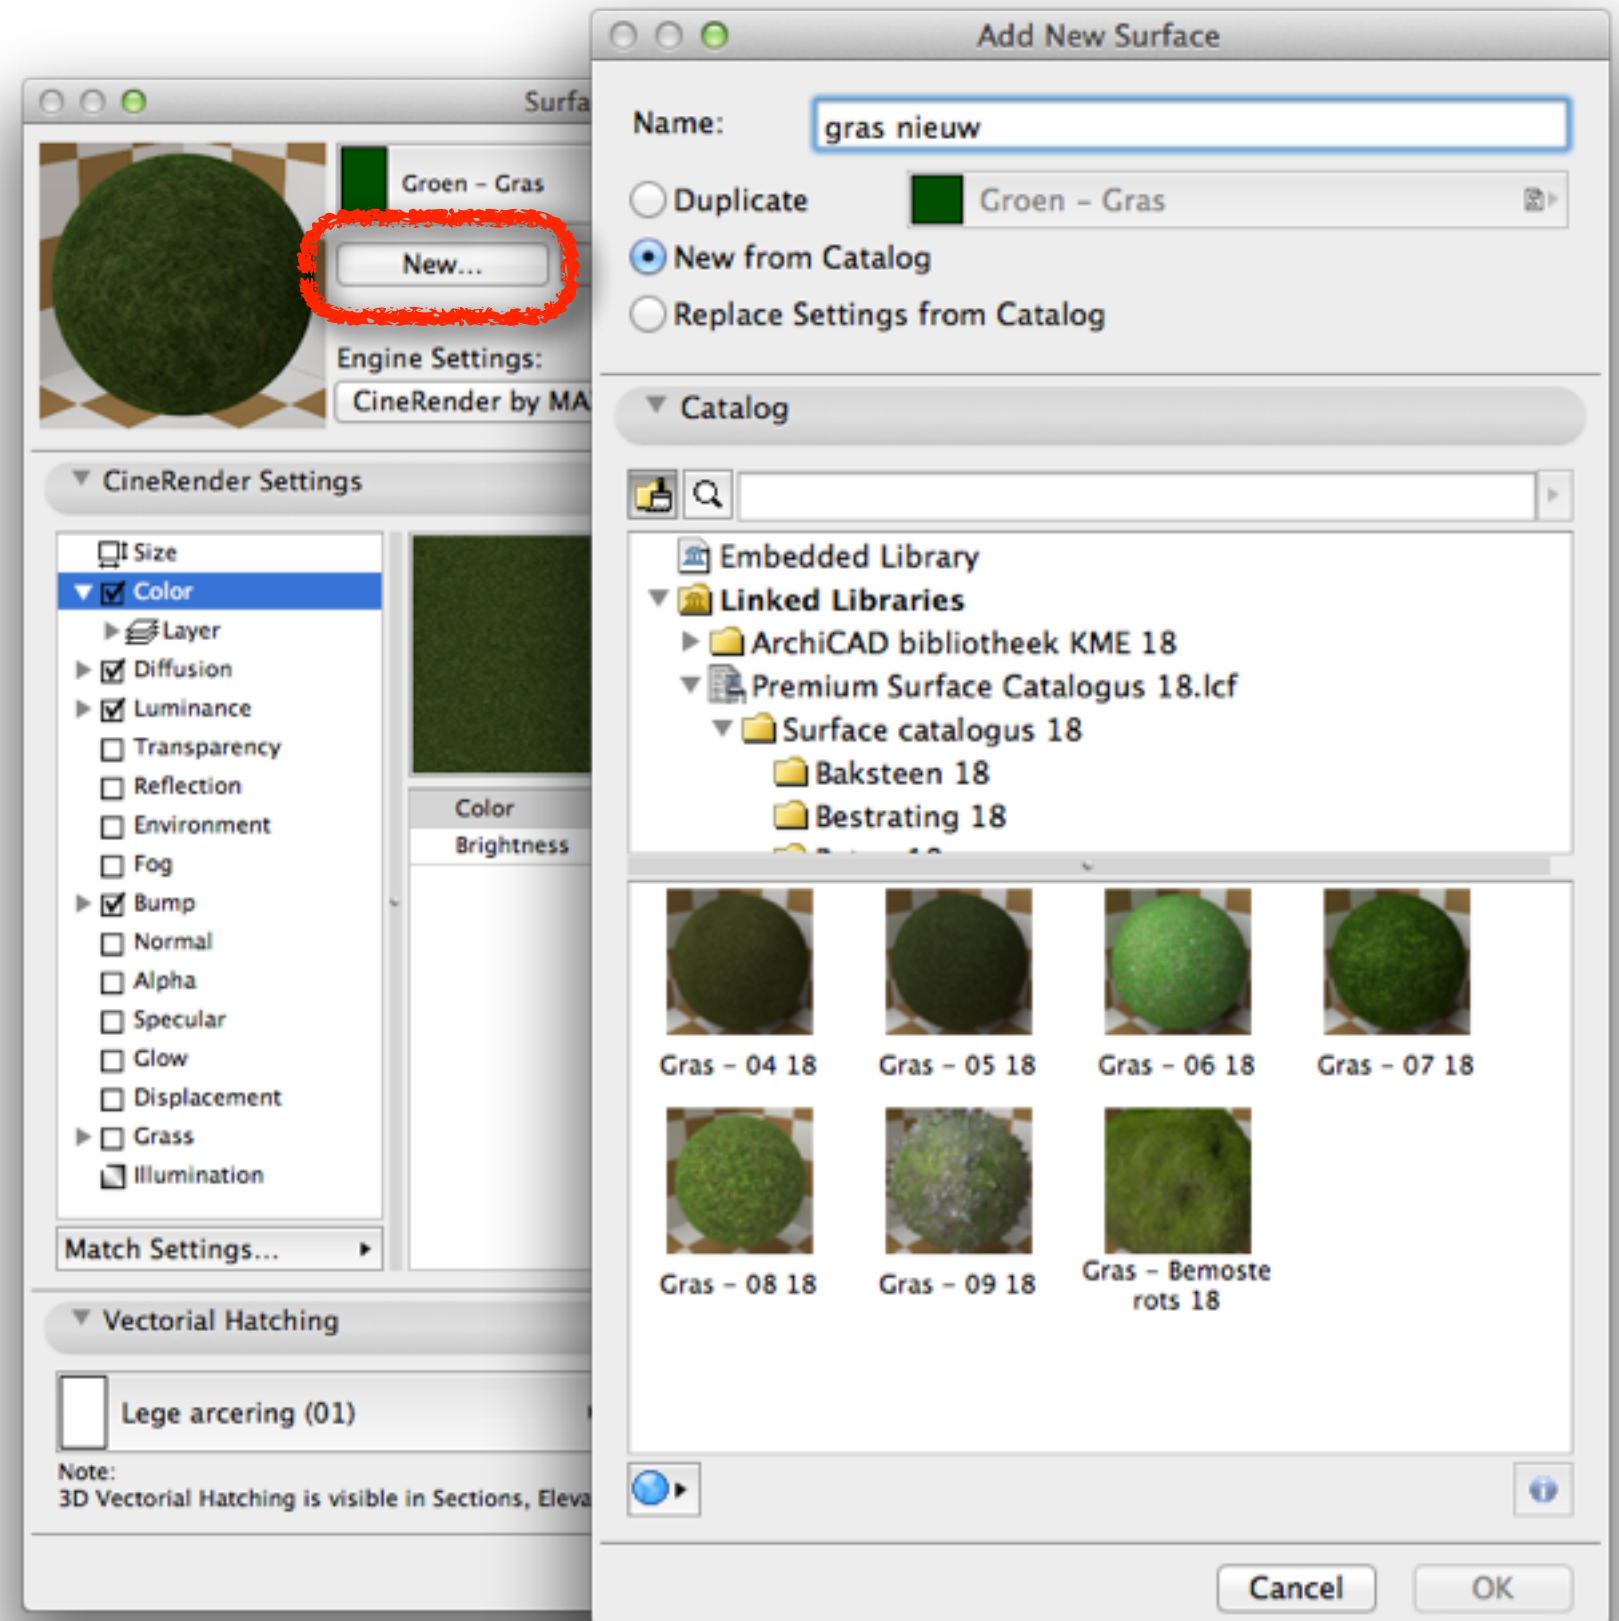 Surfa
Groen – Gras
New...
Engine Settings:
CineRender by MA
CineRender Settings
Size
Color
Layer
Diffusion
Luminance
Transparency
Reflection
Environment
Fog
Bump
Normal
Alpha
Specular
Glow
Displacement
Grass
Illumination
Match Settings...
Color
Brightness
Vectorial Hatching
Lege arcering (01)
Note:
3D Vectorial Hatching is visible in Sections, Eleva
Add New Surface
Name:
gras nieuw
Duplicate
Groen – Gras
New from Catalog
Replace Settings from Catalog
Catalog
Embedded Library
Linked Libraries
ArchiCAD bibliotheek KME 18
Premium Surface Catalogus 18.lcf
Surface catalogus 18
Baksteen 18
Bestrating 18
Gras – 04 18
Gras – 05 18
Gras – 06 18
Gras – 07 18
Gras – 08 18
Gras – 09 18
Gras – Bemoste
rots 18
Cancel
OK